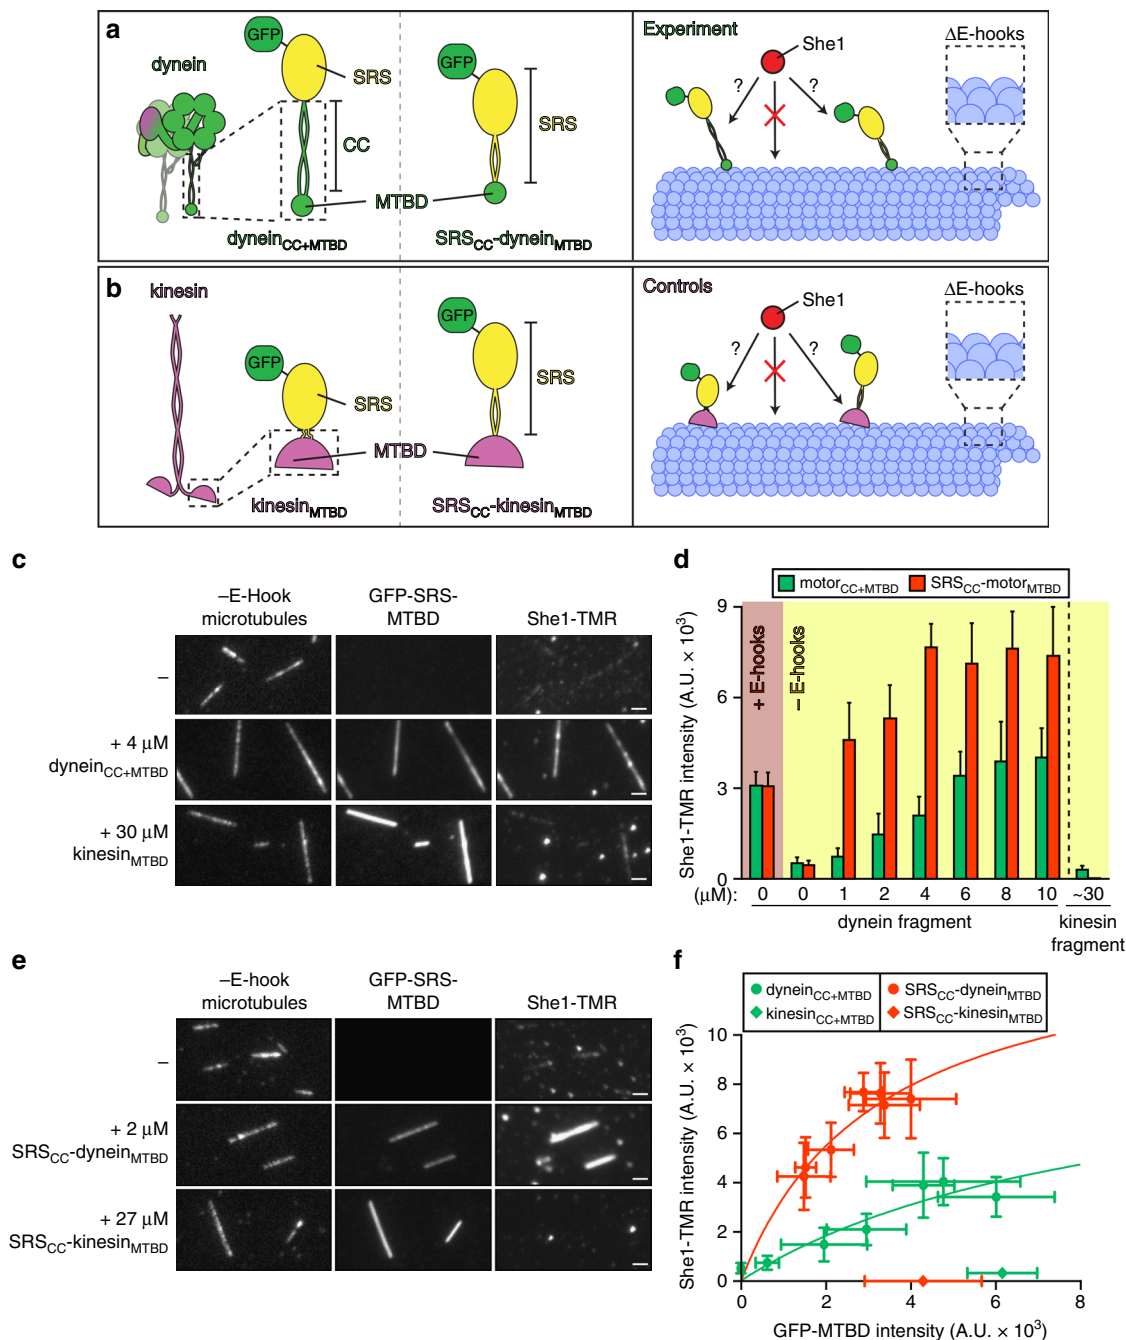 a
dynein
GFP
SRS
CC
MTBD
dyneinCC+MTBD
GFP
SRS
SRSCC-dyneinMTBD
Experiment
She1
?
?
ΔE-hooks
b
kinesin
GFP
SRS
MTBD
kinesinMTBD
GFP
SRS
SRSCC-kinesinMTBD
Controls
She1
?
?
ΔE-hooks
c
–E-Hook
microtubules
GFP-SRS-
MTBD
She1-TMR
–
+ 4 μM
dyneinCC+MTBD
+ 30 μM
kinesinMTBD
d
motorCC+MTBD
SRSCC-motorMTBD
She1-TMR intensity (A.U. × 10³)
9
6
3
0
+ E-hooks
– E-hooks
(μM):
0 0 1 2 4 6 8 10 ~30
dynein fragment
kinesin
fragment
e
–E-hook
microtubules
GFP-SRS-
MTBD
She1-TMR
–
+ 2 μM
SRSCC-dyneinMTBD
+ 27 μM
SRSCC-kinesinMTBD
f
dyneinCC+MTBD
kinesinCC+MTBD
SRSCC-dyneinMTBD
SRSCC-kinesinMTBD
She1-TMR intensity (A.U. × 10³)
10
8
6
4
2
0
0 2 4 6 8
GFP-MTBD intensity (A.U. × 10³)